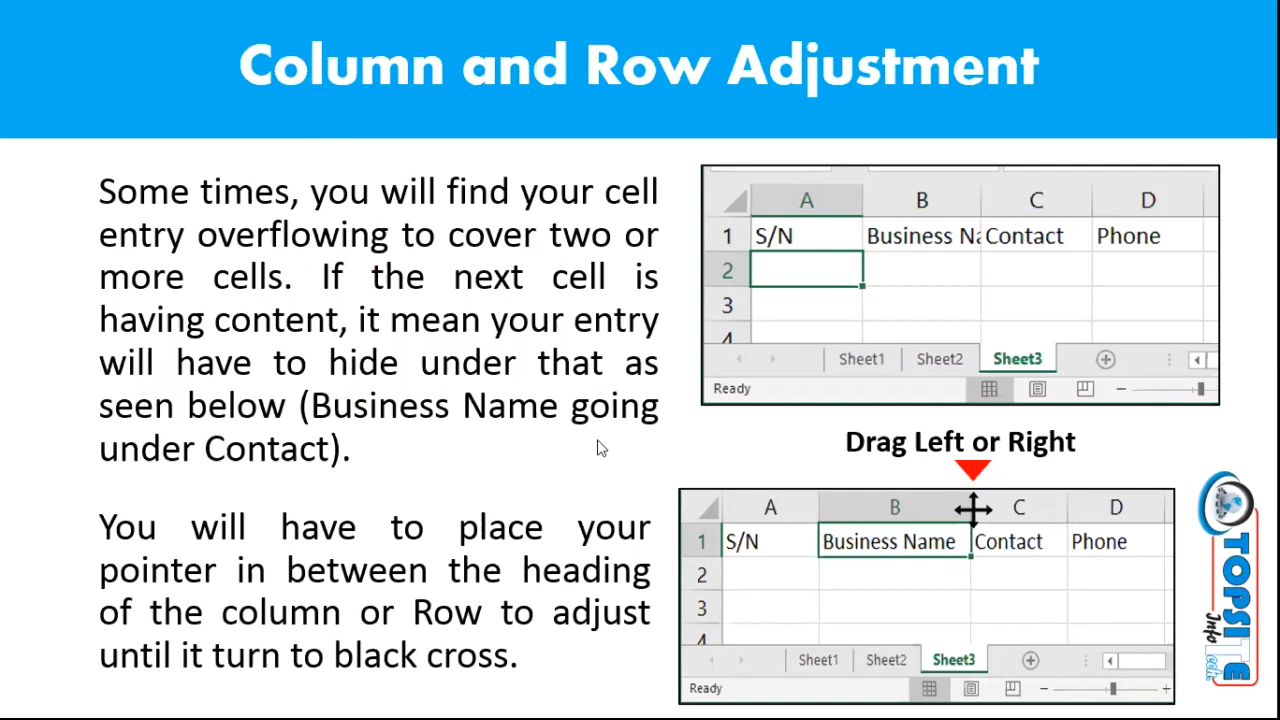 Column and Row Adjustment
Some times, you will find your cell
entry overflowing to cover two or
more cells. If the next cell is
having content, it mean your entry
will have to hide under that as
seen below (Business Name going
under Contact).
You will have to place your
pointer in between the heading
of the column or Row to adjust
until it turn to black cross.
A B C D
1 S/N Business Na Contact Phone
2
3
4
Sheet1 Sheet2 Sheet3
Ready
Drag Left or Right
A B C D
1 S/N Business Name Contact Phone
2
3
4
Sheet1 Sheet2 Sheet3
Ready
TOPSITE
Info Tech